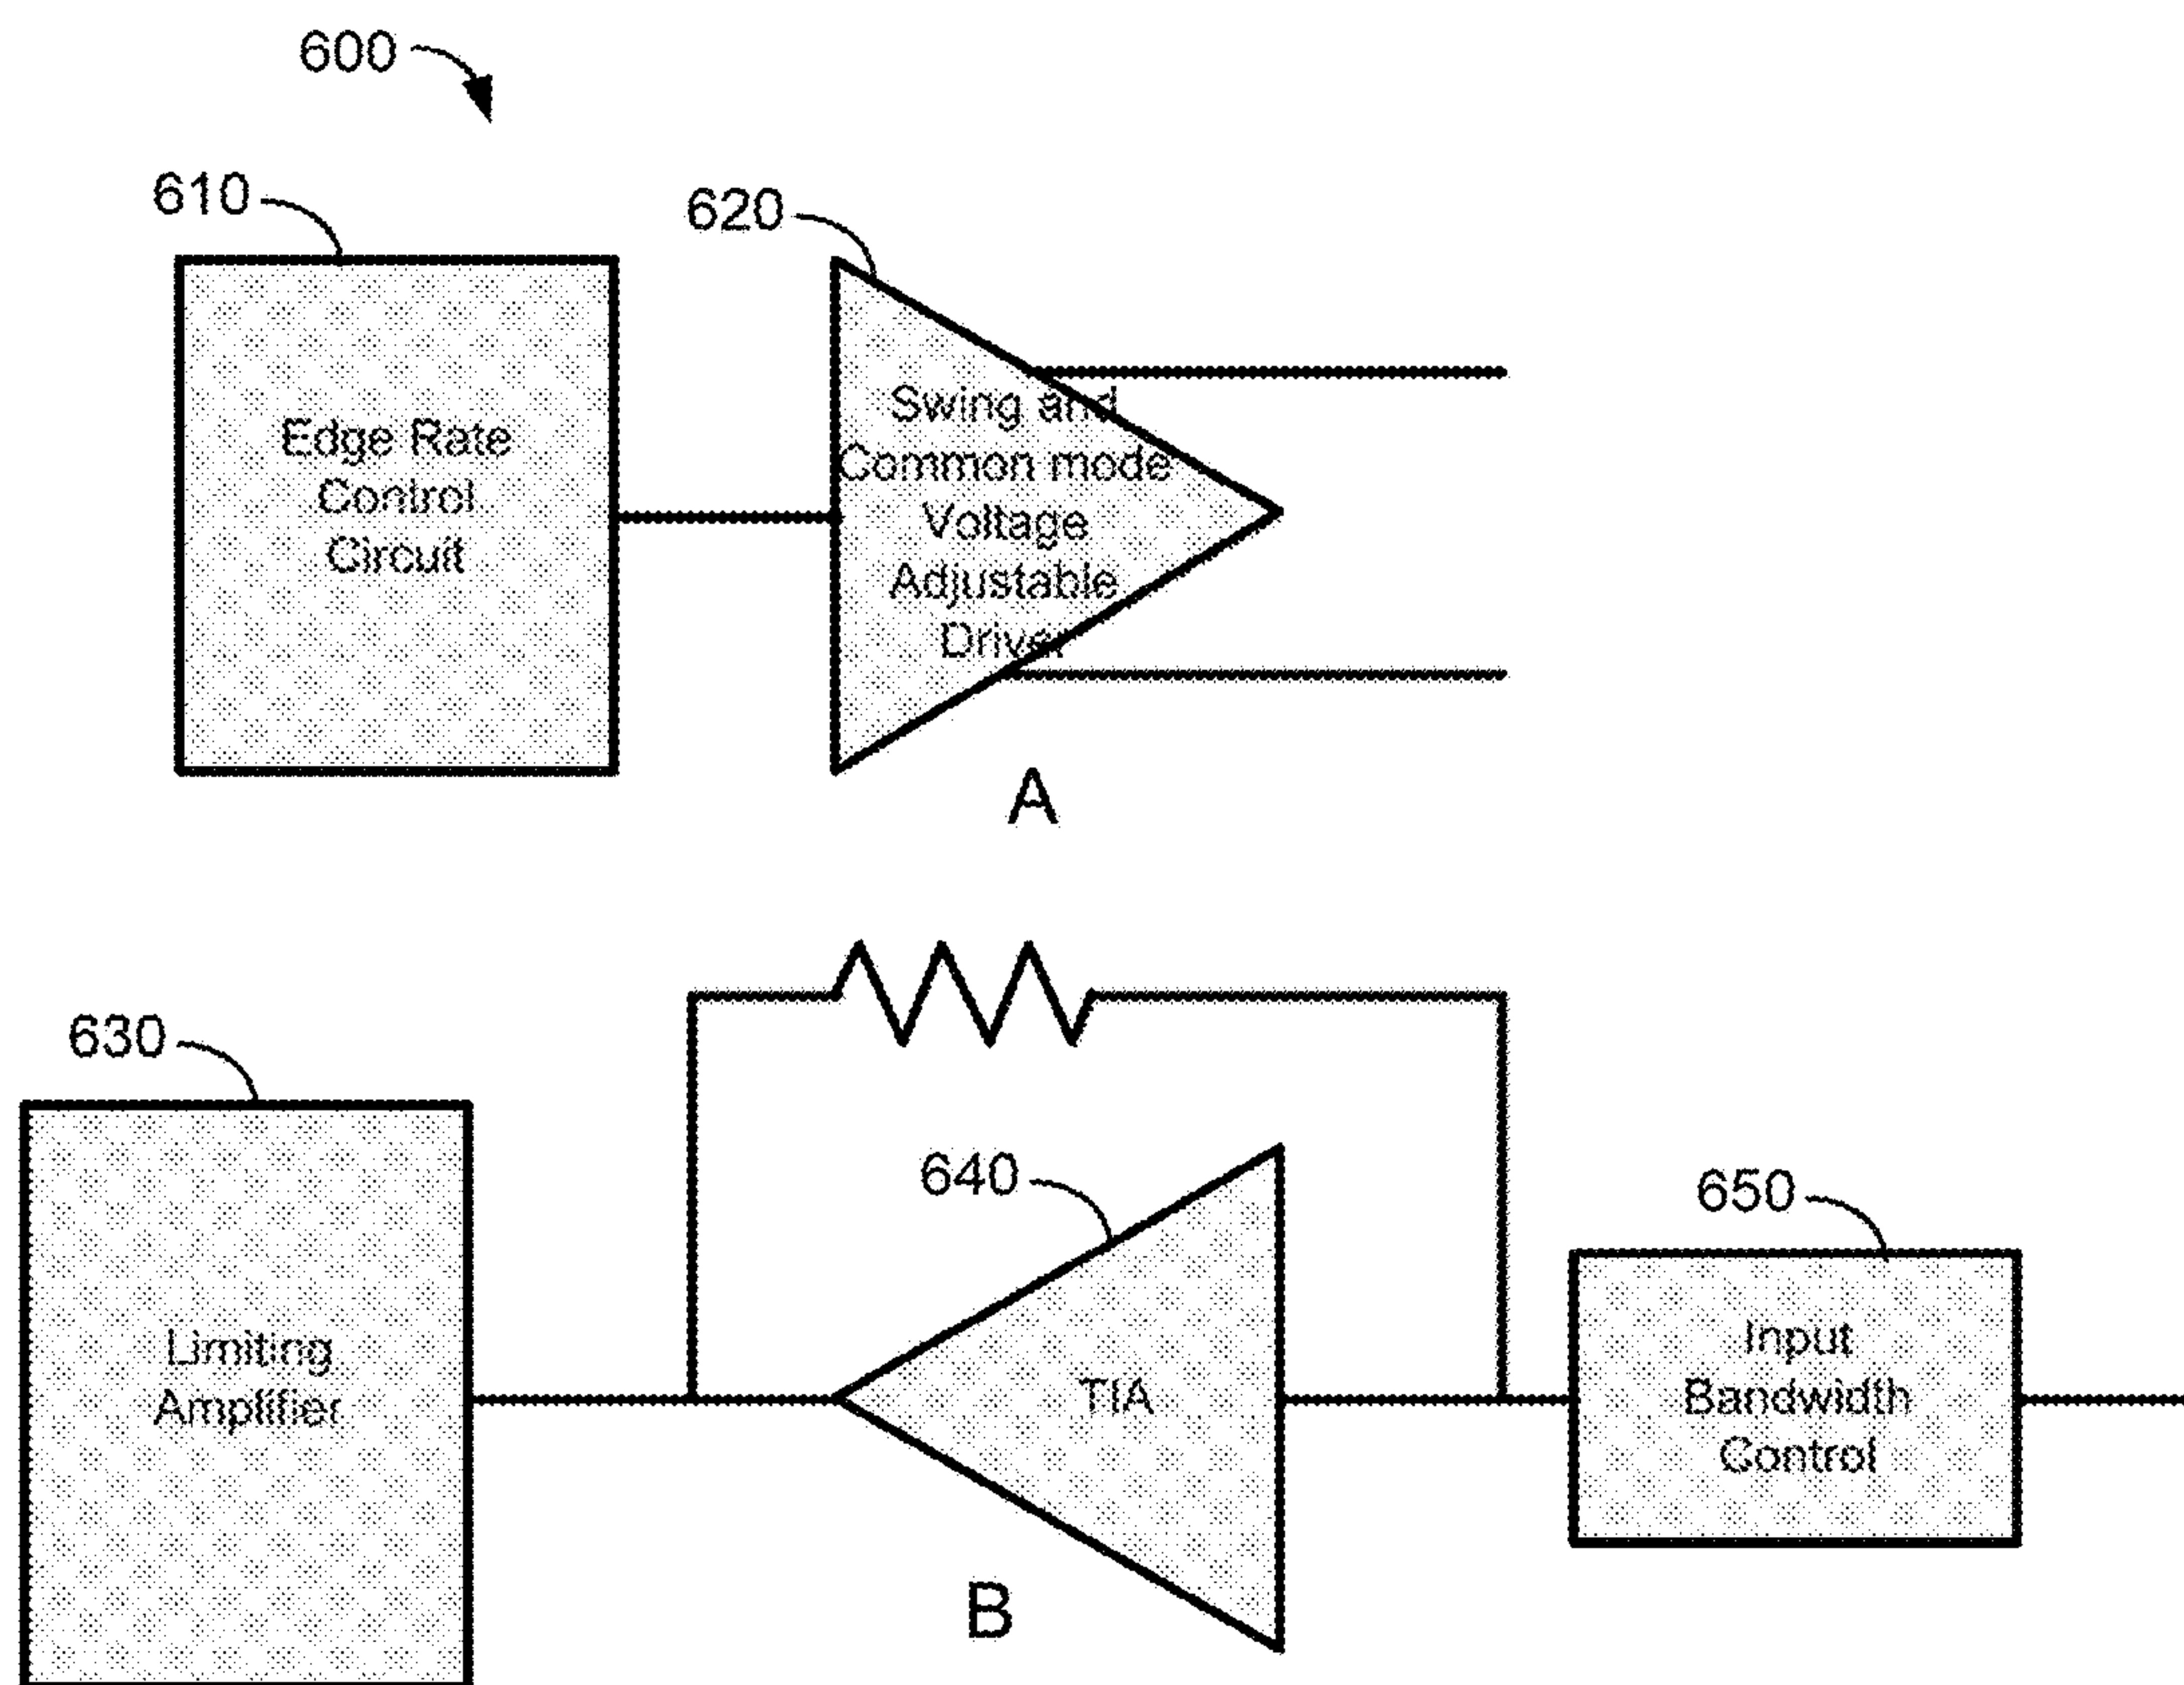 600
610
620
Edge Rate
Control
Circuit
Swing and
Common mode
Voltage
Adjustable
Driver
A
630
640
650
Limiting
Amplifier
TIA
Input
Bandwidth
Control
B